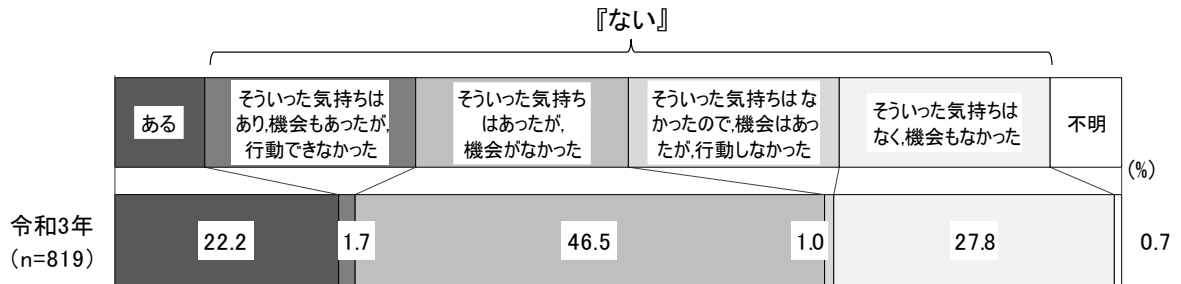 『ない』
ある
そういった気持ちは
あり,機会もあったが,
行動できなかった
そういった気持ち
はあったが,
機会がなかった
そういった気持ちはな
かったので,機会はあっ
たが,行動しなかった
そういった気持ちは
なく,機会もなかった
不明
(%)
令和3年
(n=819)
22.2
1.7
46.5
1.0
27.8
0.7